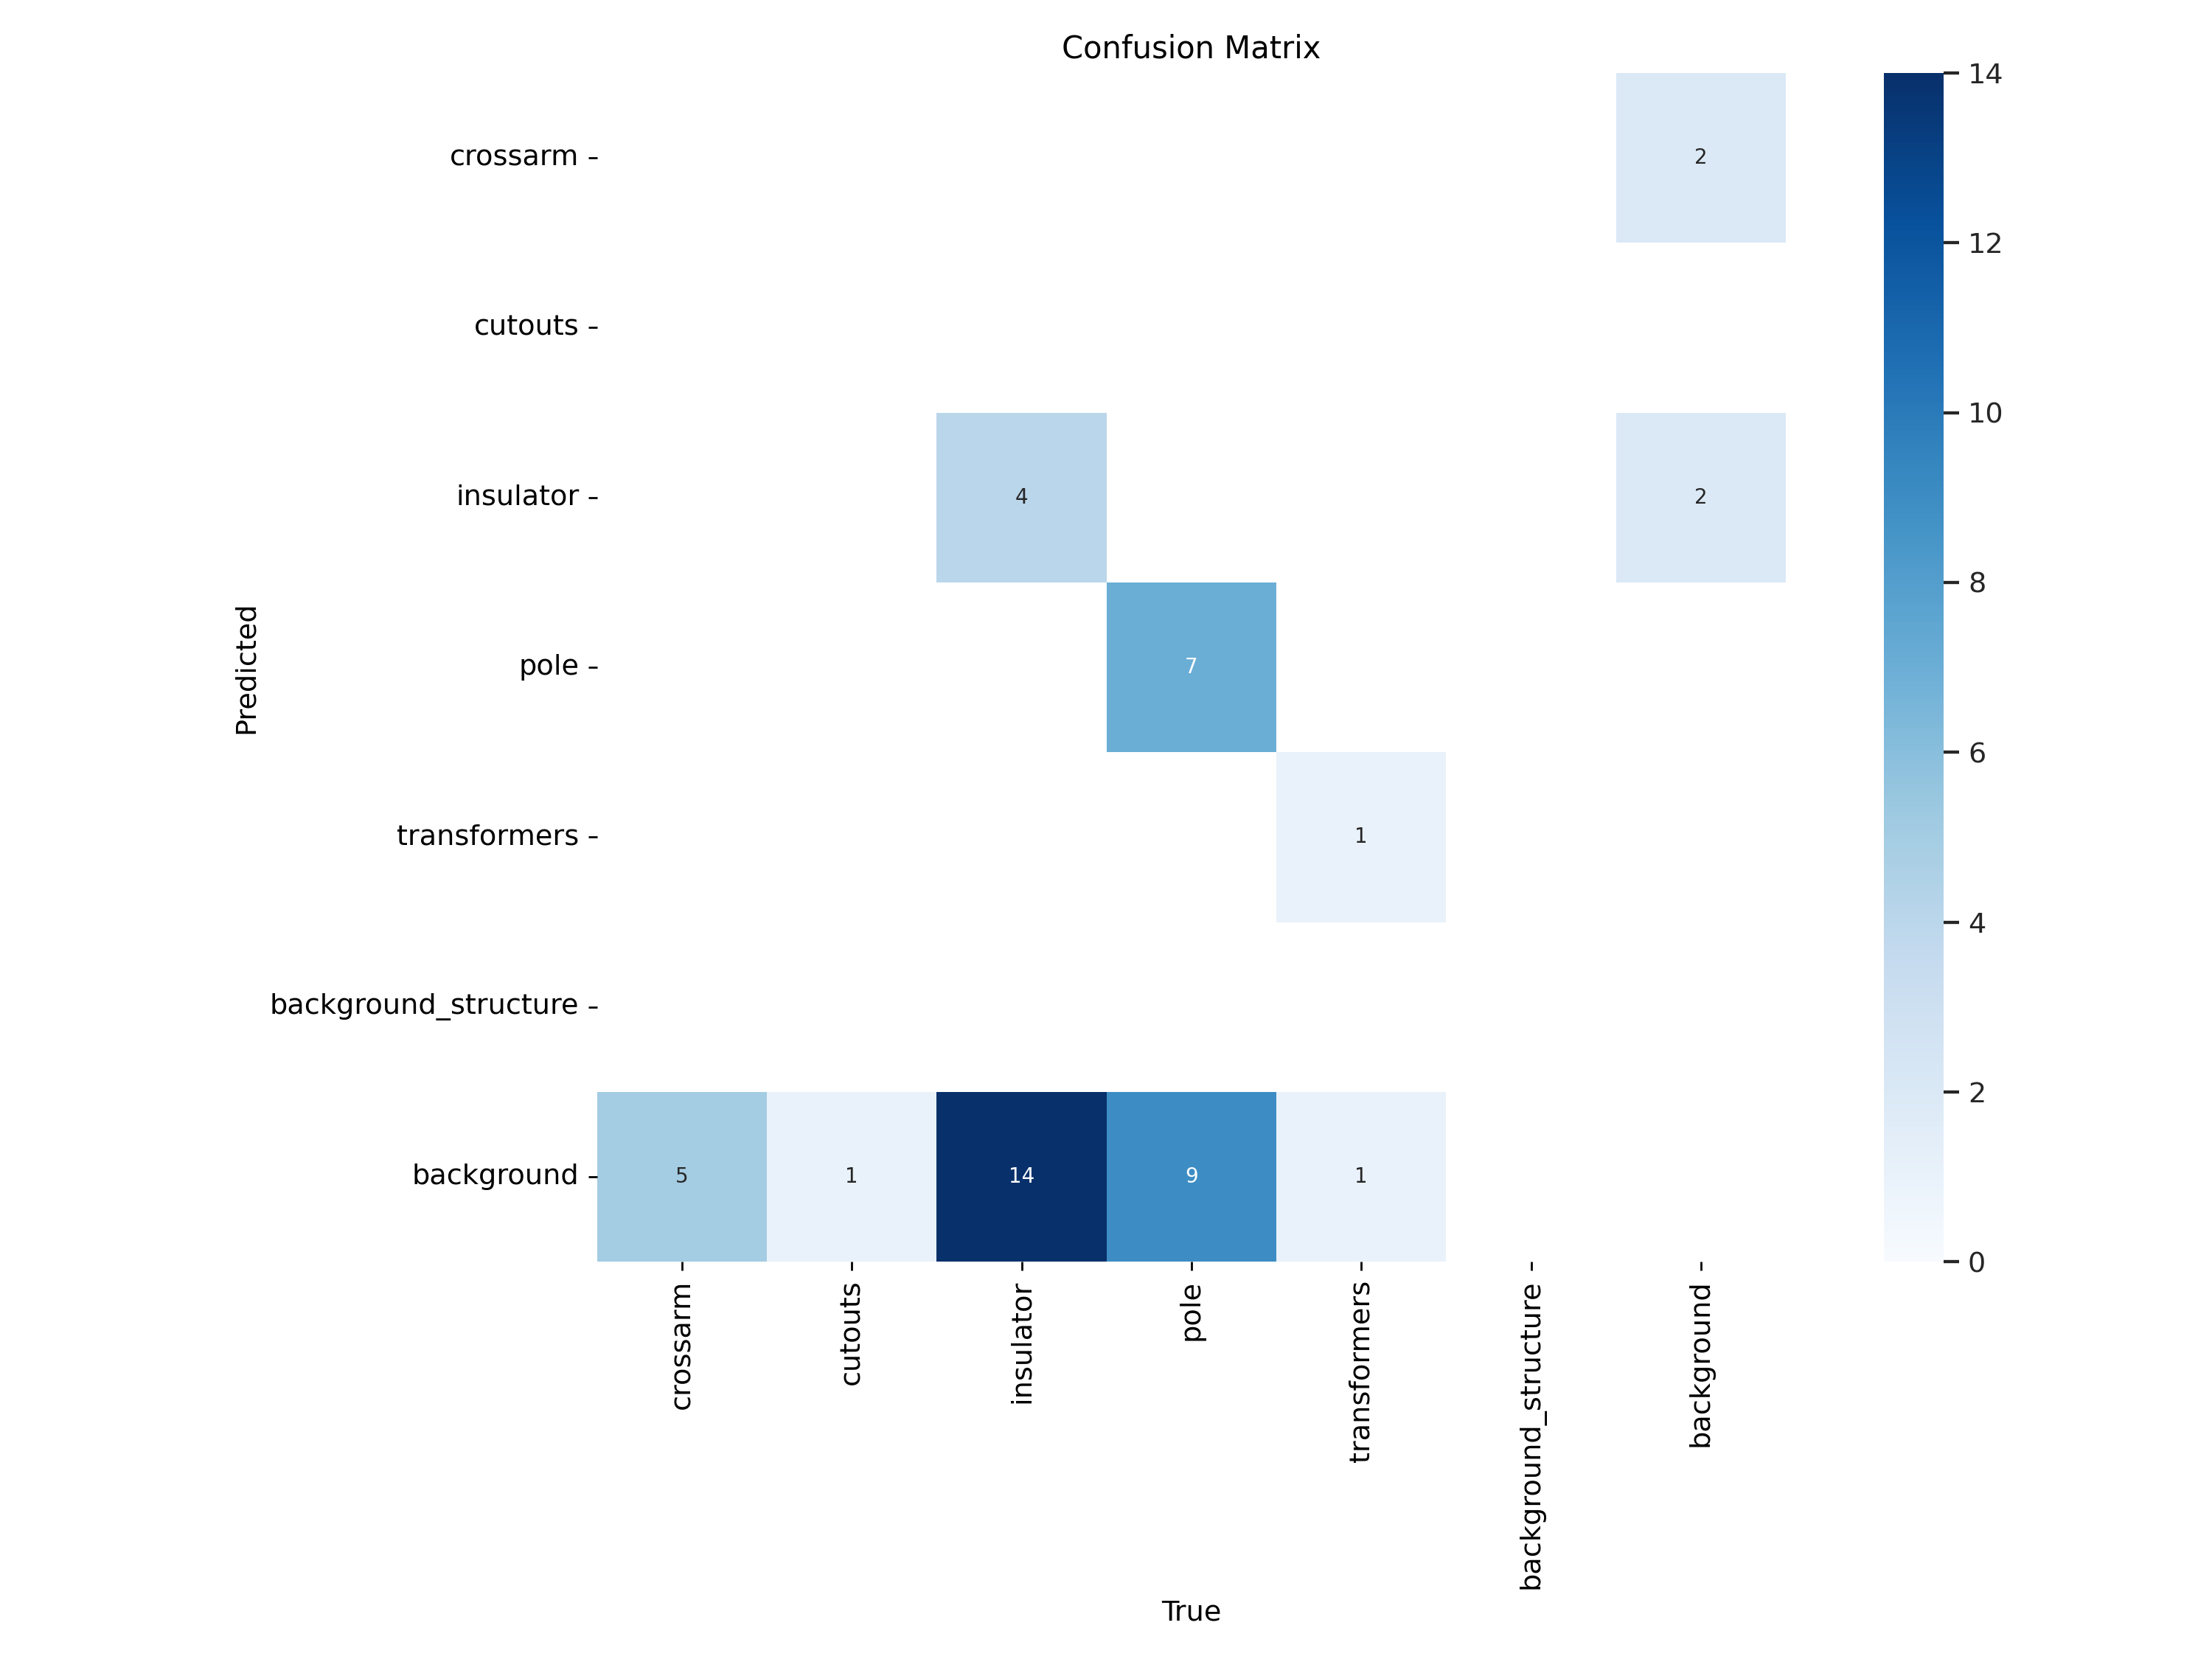 Confusion Matrix
crossarm
cutouts
insulator
pole
transformers
background_structure
background
Predicted
2
4
2
7
1
5
1
14
9
1
crossarm
cutouts
insulator
pole
transformers
background_structure
background
True
14
12
10
8
6
4
2
0